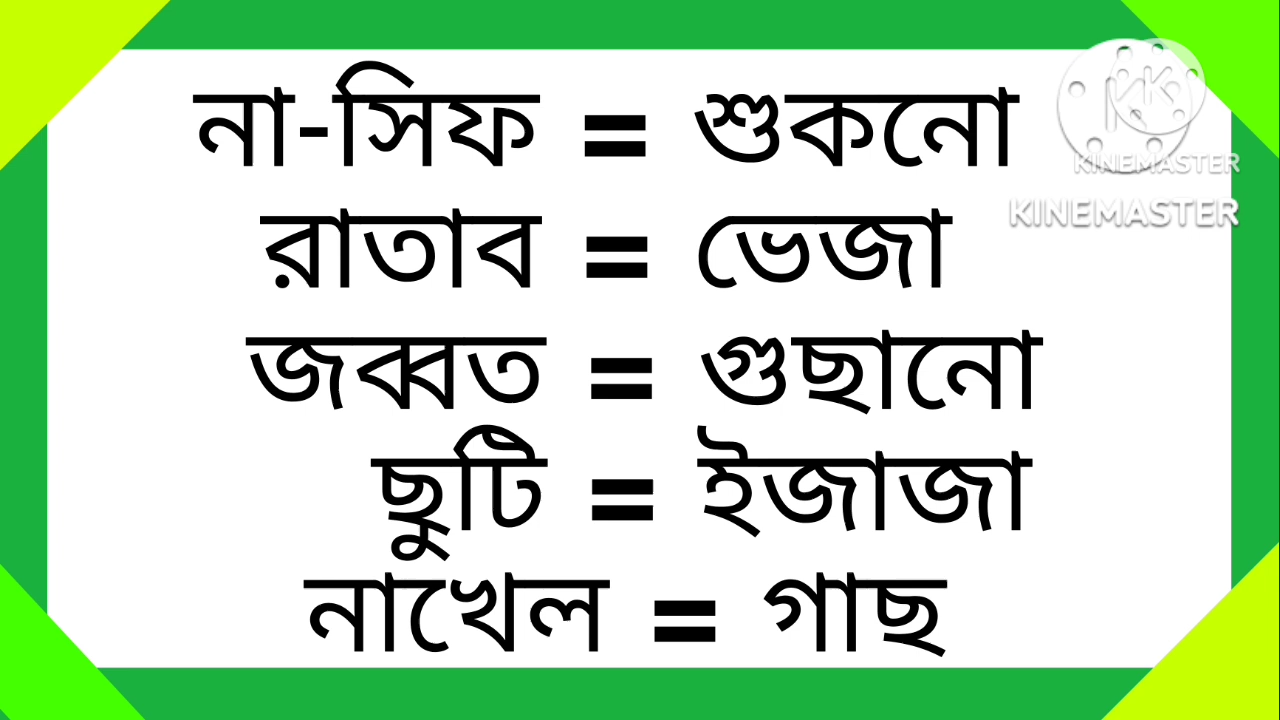 না-সিফ = শুকনো
রাতাব = ভেজা
জব্বত = গুছানো
ছুটি = ইজাজা
নাখেল = গাছ
KINEMASTER
KINEMASTER